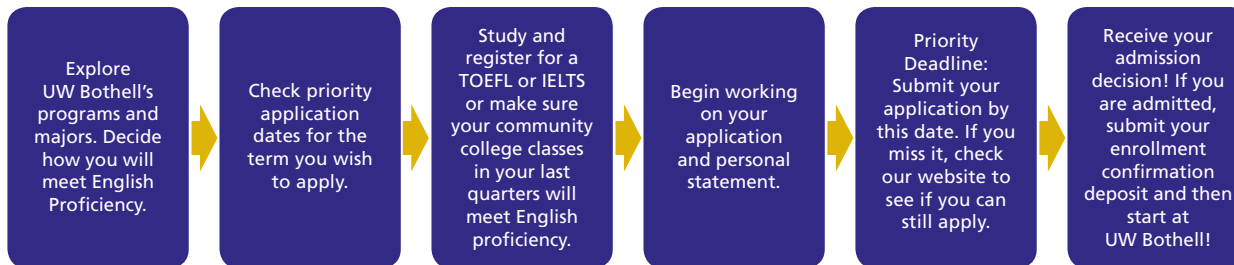 Explore
UW Bothell’s
programs and
majors. Decide
how you will
meet English
Proficiency.
Check priority
application
dates for the
term you wish
to apply.
Study and
register for a
TOEFL or IELTS
or make sure
your community
college classes
in your last
quarters will
meet English
proficiency.
Begin working
on your
application
and personal
statement.
Priority
Deadline:
Submit your
application by
this date. If you
miss it, check
our website to
see if you can
still apply.
Receive your
admission
decision! If you
are admitted,
submit your
enrollment
confirmation
deposit and then
start at
UW Bothell!